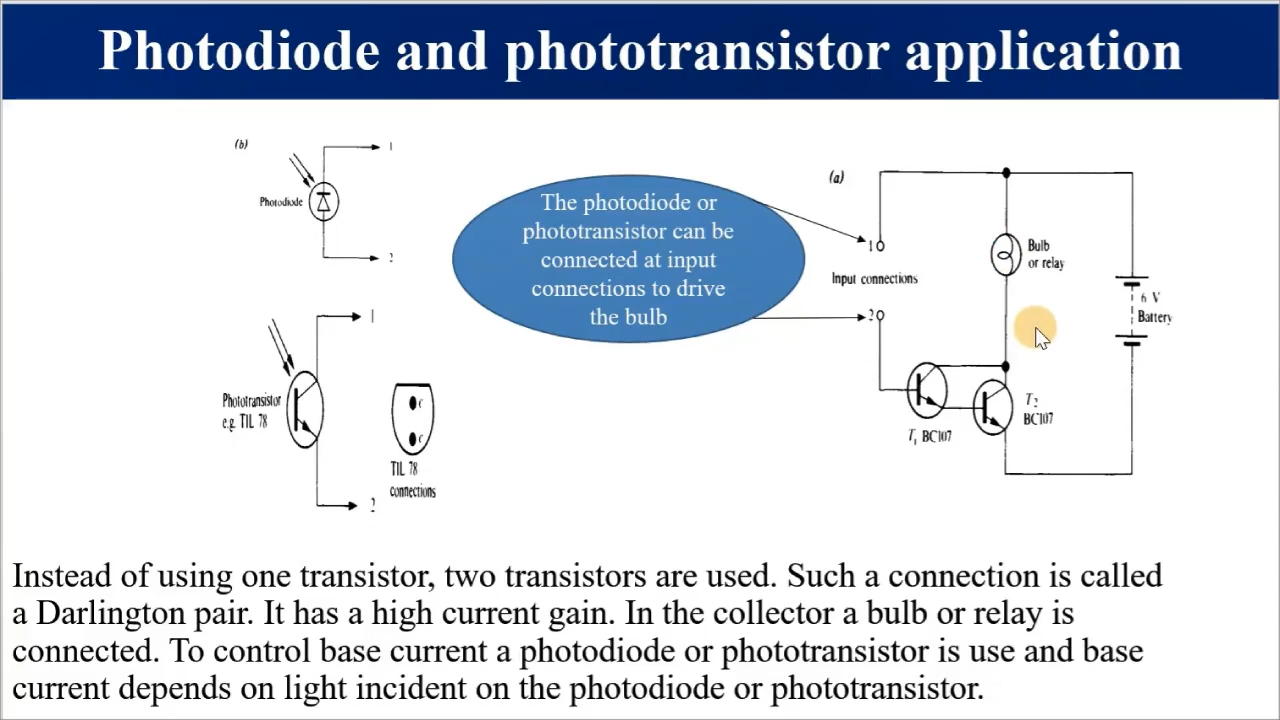 Photodiode and phototransistor application
(b)
1
Photodiode
2
The photodiode or
phototransistor can be
connected at input
connections to drive
the bulb
(a)
1
Bulb
or relay
Input connections
6 V
Battery
2
T1 BC107
T2
BC107
1
Phototransistor
e.g. TIL 78
c
TIL 78
connections
2
Instead of using one transistor, two transistors are used. Such a connection is called
a Darlington pair. It has a high current gain. In the collector a bulb or relay is
connected. To control base current a photodiode or phototransistor is use and base
current depends on light incident on the photodiode or phototransistor.